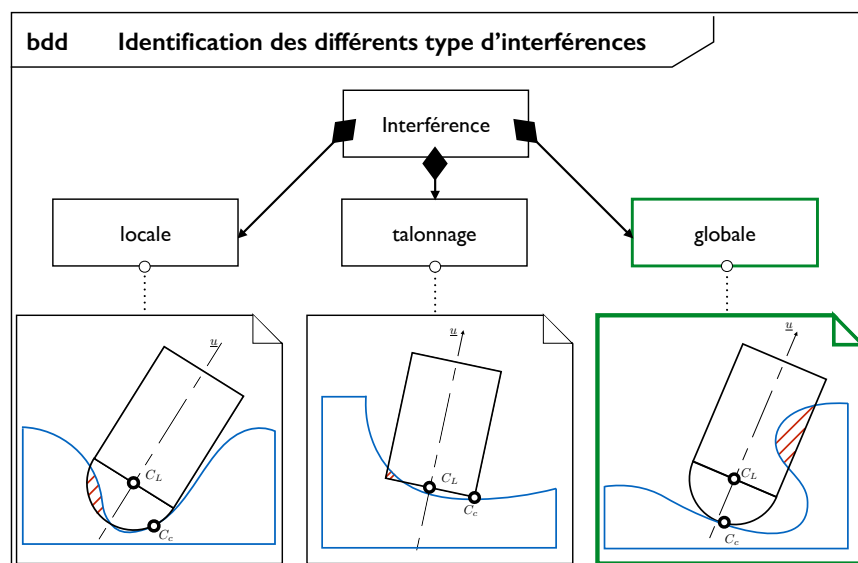 bdd Identification des différents type d'interférences
Interférence
locale
talonnage
globale
u
C_L
C_c
u
C_L
C_c
u
C_L
C_c